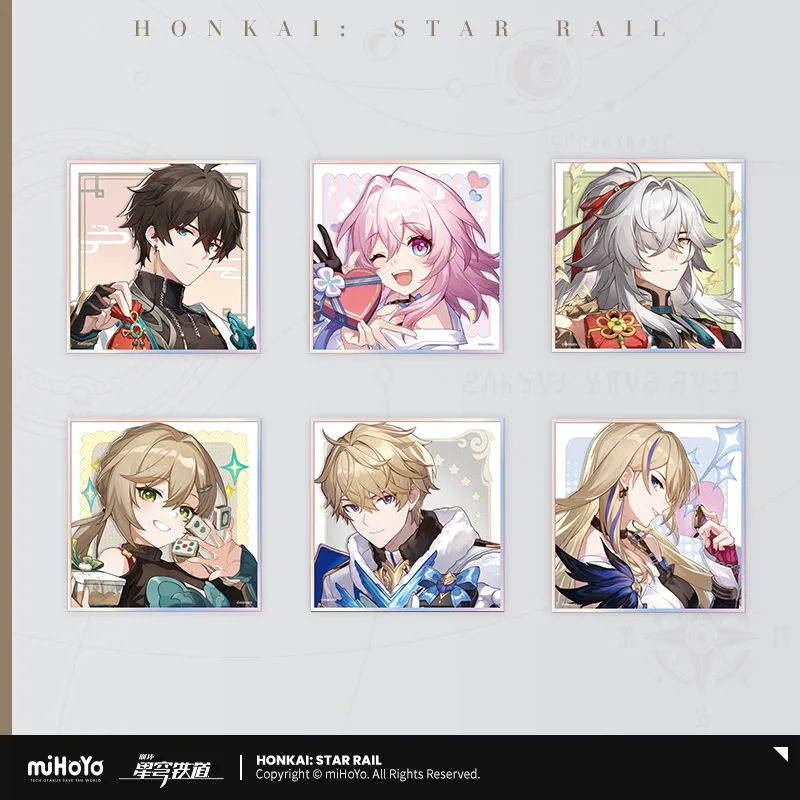 HONKAI: STAR RAIL
miHoYo
TECH OTAKUS SAVE THE WORLD
崩坏
星穹铁道
HONKAI: STAR RAIL
Copyright © miHoYo. All Rights Reserved.